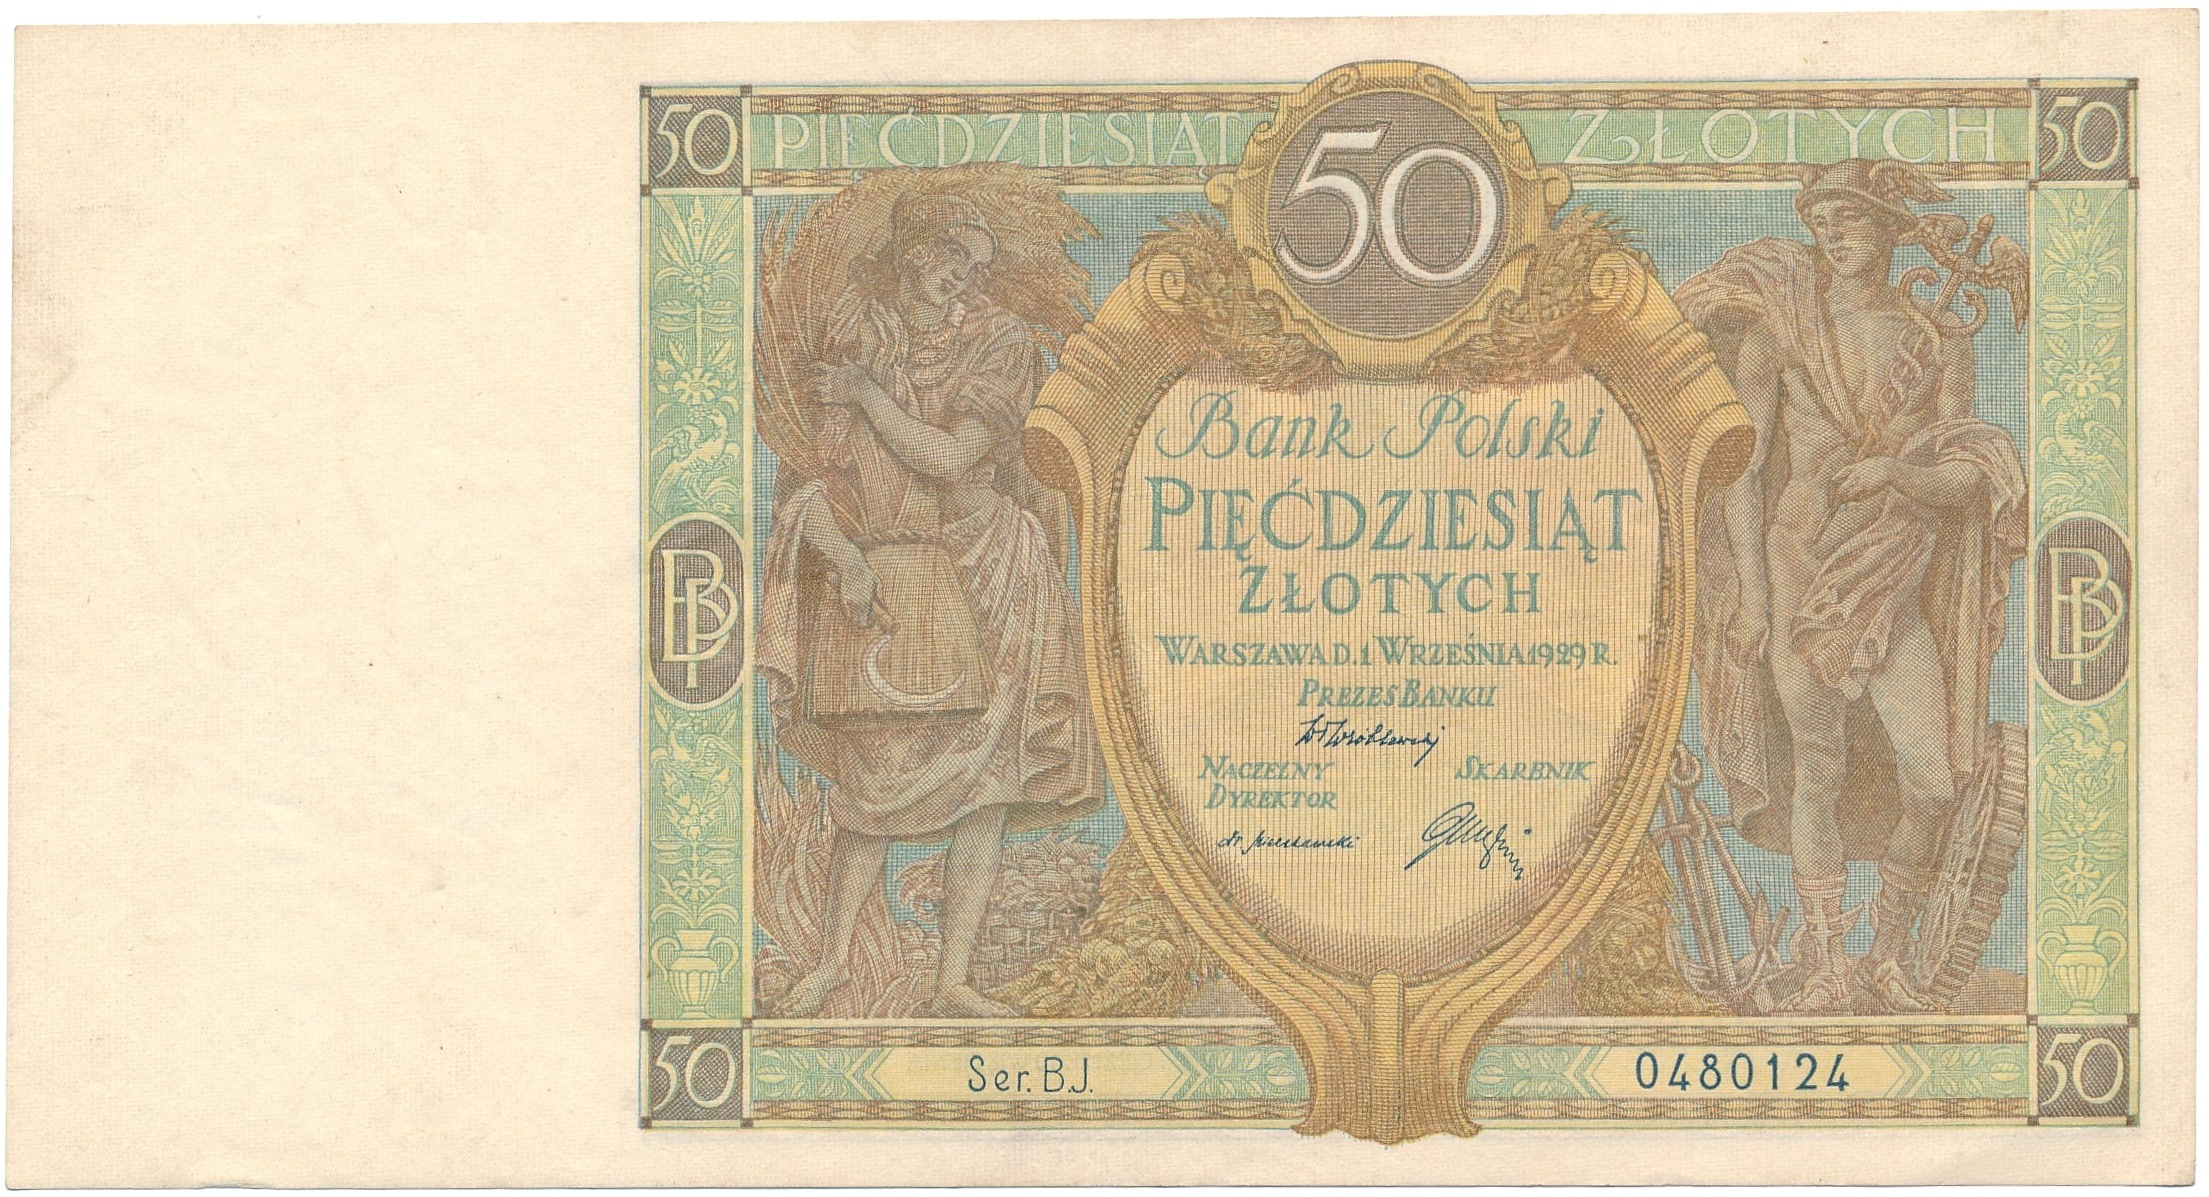 50 PIĘĆDZIESIĄT 50 ZŁOTYCH 50
Bank Polski
PIĘĆDZIESIĄT
ZŁOTYCH
BP BP
WARSZAWA D. 1 WRZEŚNIA 1929 R.
PREZES BANKU
NACZELNY SKARBNIK
DYREKTOR
50 Ser. B.J. 0480124 50